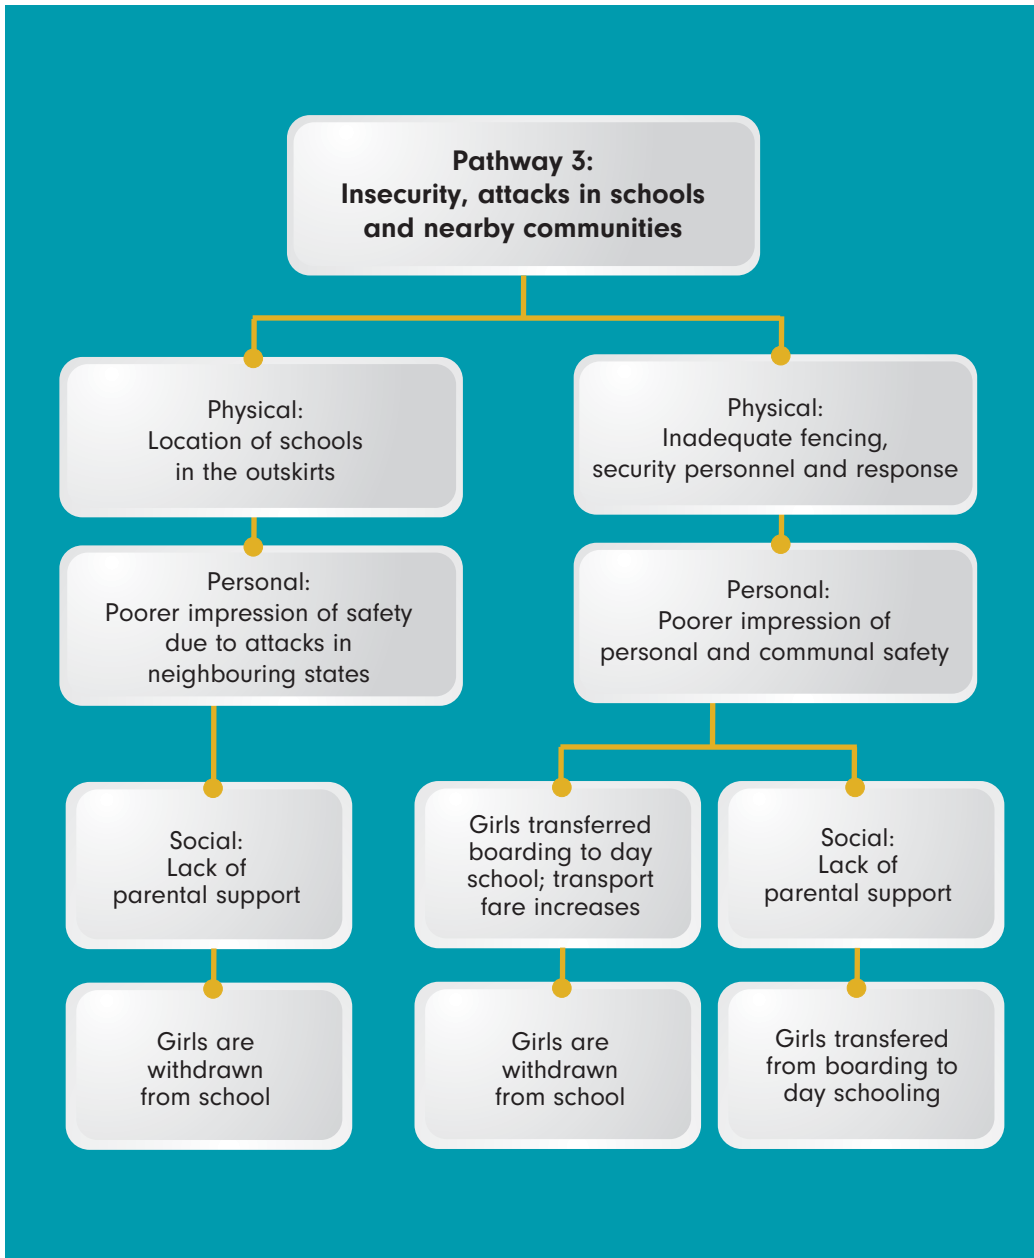 Pathway 3:
Insecurity, attacks in schools
and nearby communities
Physical:
Location of schools
in the outskirts
Physical:
Inadequate fencing,
security personnel and response
Personal:
Poorer impression of safety
due to attacks in
neighbouring states
Personal:
Poorer impression of
personal and communal safety
Social:
Lack of
parental support
Girls transferred
boarding to day
school; transport
fare increases
Social:
Lack of
parental support
Girls are
withdrawn
from school
Girls are
withdrawn
from school
Girls transfered
from boarding to
day schooling